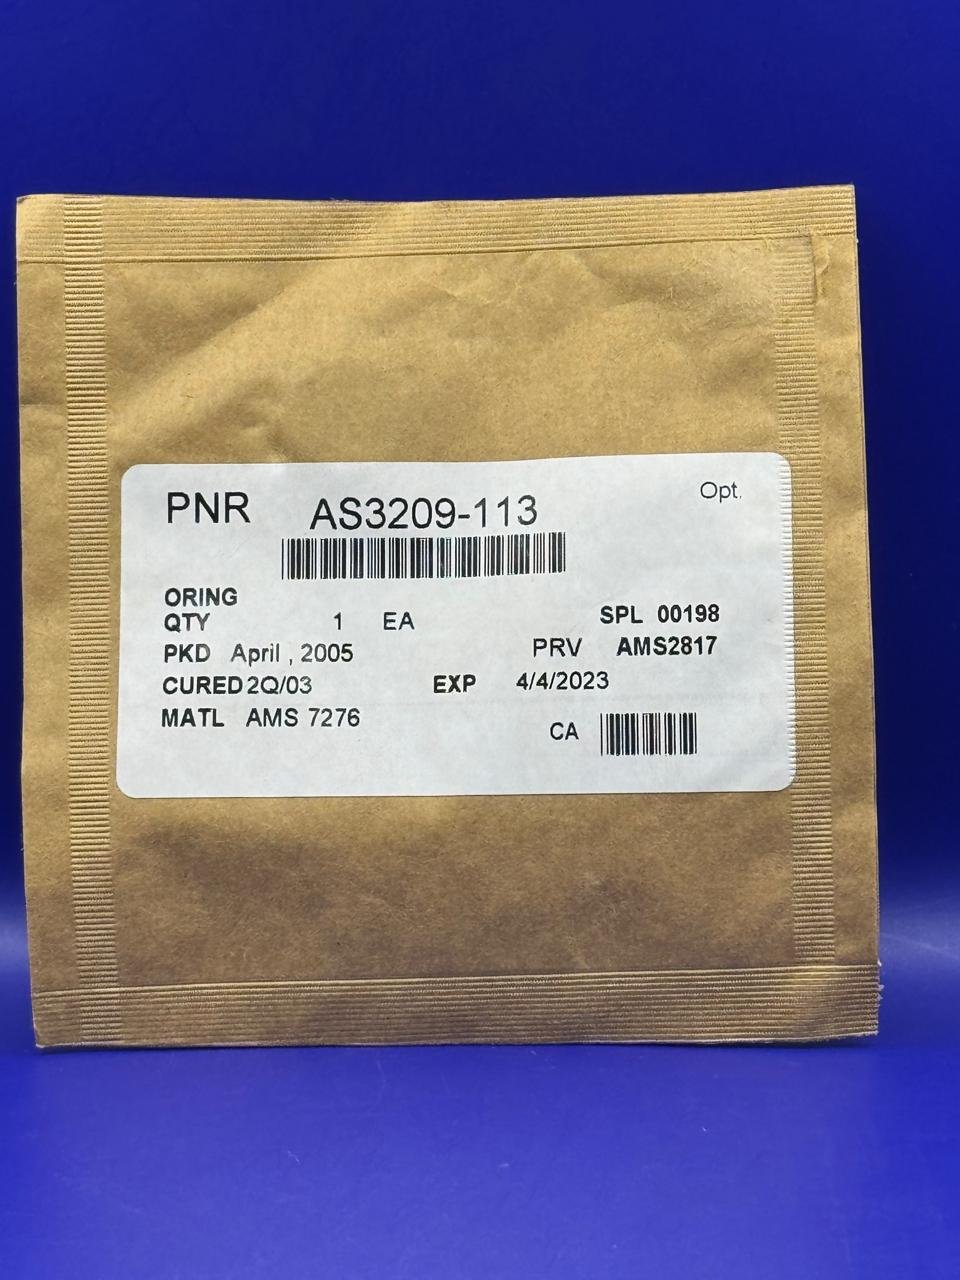 PNR AS3209-113 Opt.
ORING
QTY 1 EA SPL 00198
PKD April , 2005 PRV AMS2817
CURED 2Q/03 EXP 4/4/2023
MATL AMS 7276
CA